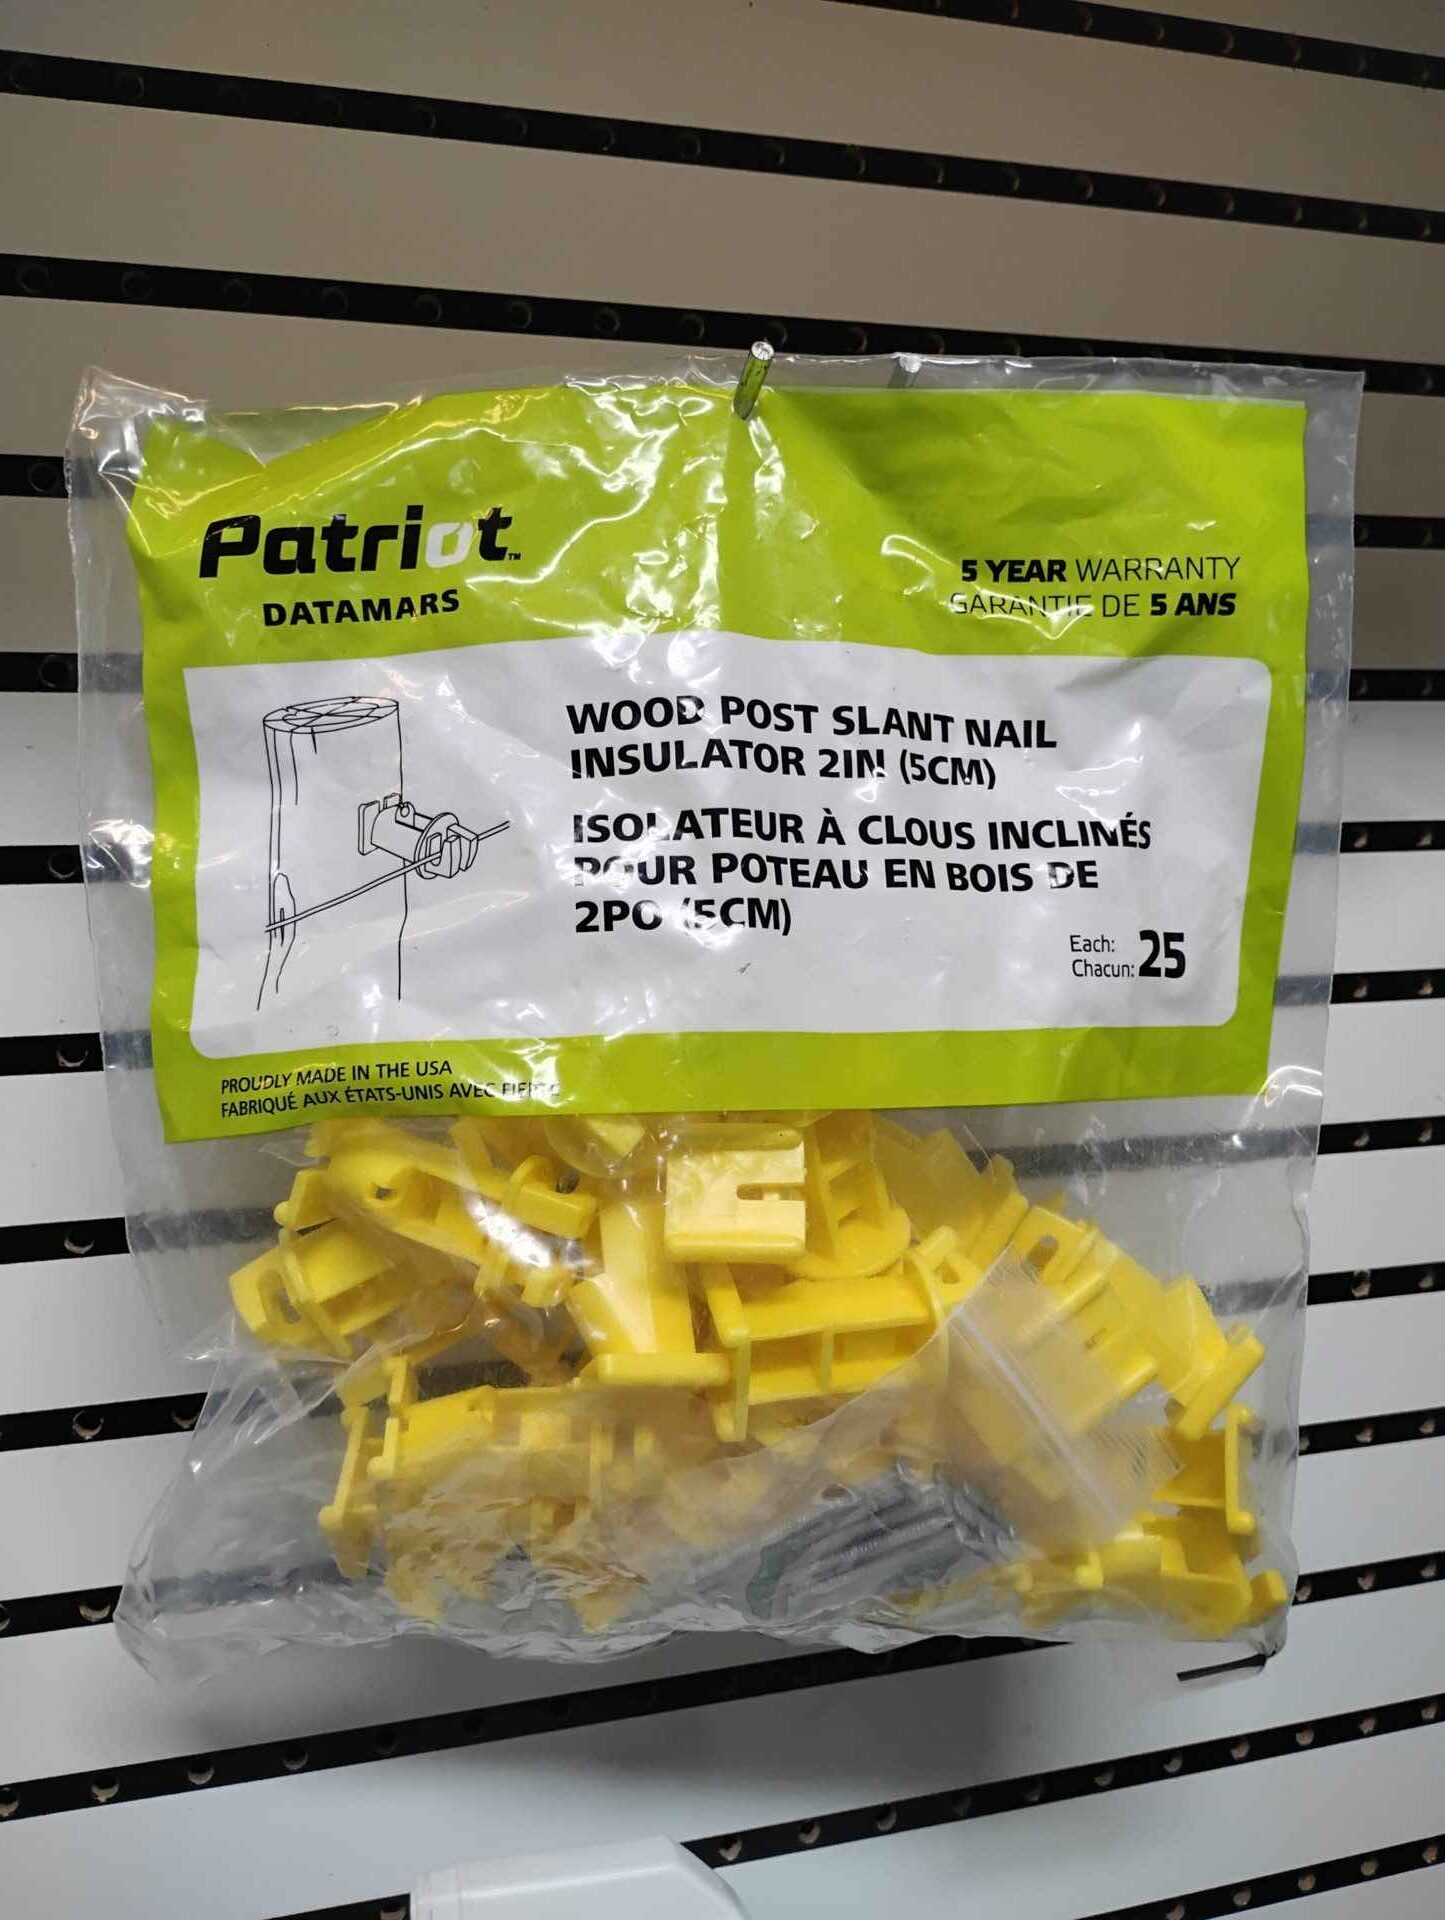 Patriot™
DATAMARS
5 YEAR WARRANTY
GARANTIE DE 5 ANS
WOOD POST SLANT NAIL
INSULATOR 2IN (5CM)
ISOLATEUR À CLOUS INCLINÉS
POUR POTEAU EN BOIS DE
2PO (5CM)
Each:
Chacun: 25
PROUDLY MADE IN THE USA
FABRIQUÉ AUX ÉTATS-UNIS AVEC FIERTÉ